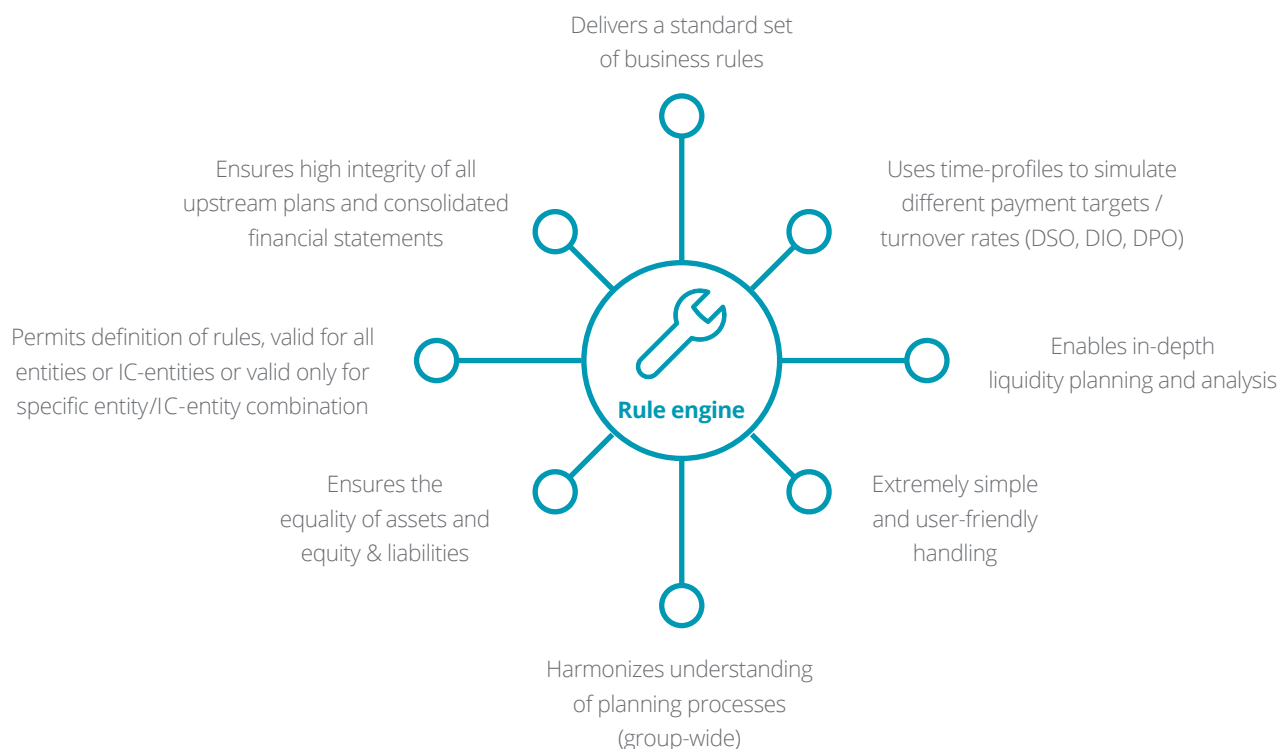 Delivers a standard set
of business rules
Ensures high integrity of all
upstream plans and consolidated
financial statements
Uses time-profiles to simulate
different payment targets /
turnover rates (DSO, DIO, DPO)
Permits definition of rules, valid for all
entities or IC-entities or valid only for
specific entity/IC-entity combination
Enables in-depth
liquidity planning and analysis
Rule engine
Ensures the
equality of assets and
equity & liabilities
Extremely simple
and user-friendly
handling
Harmonizes understanding
of planning processes
(group-wide)